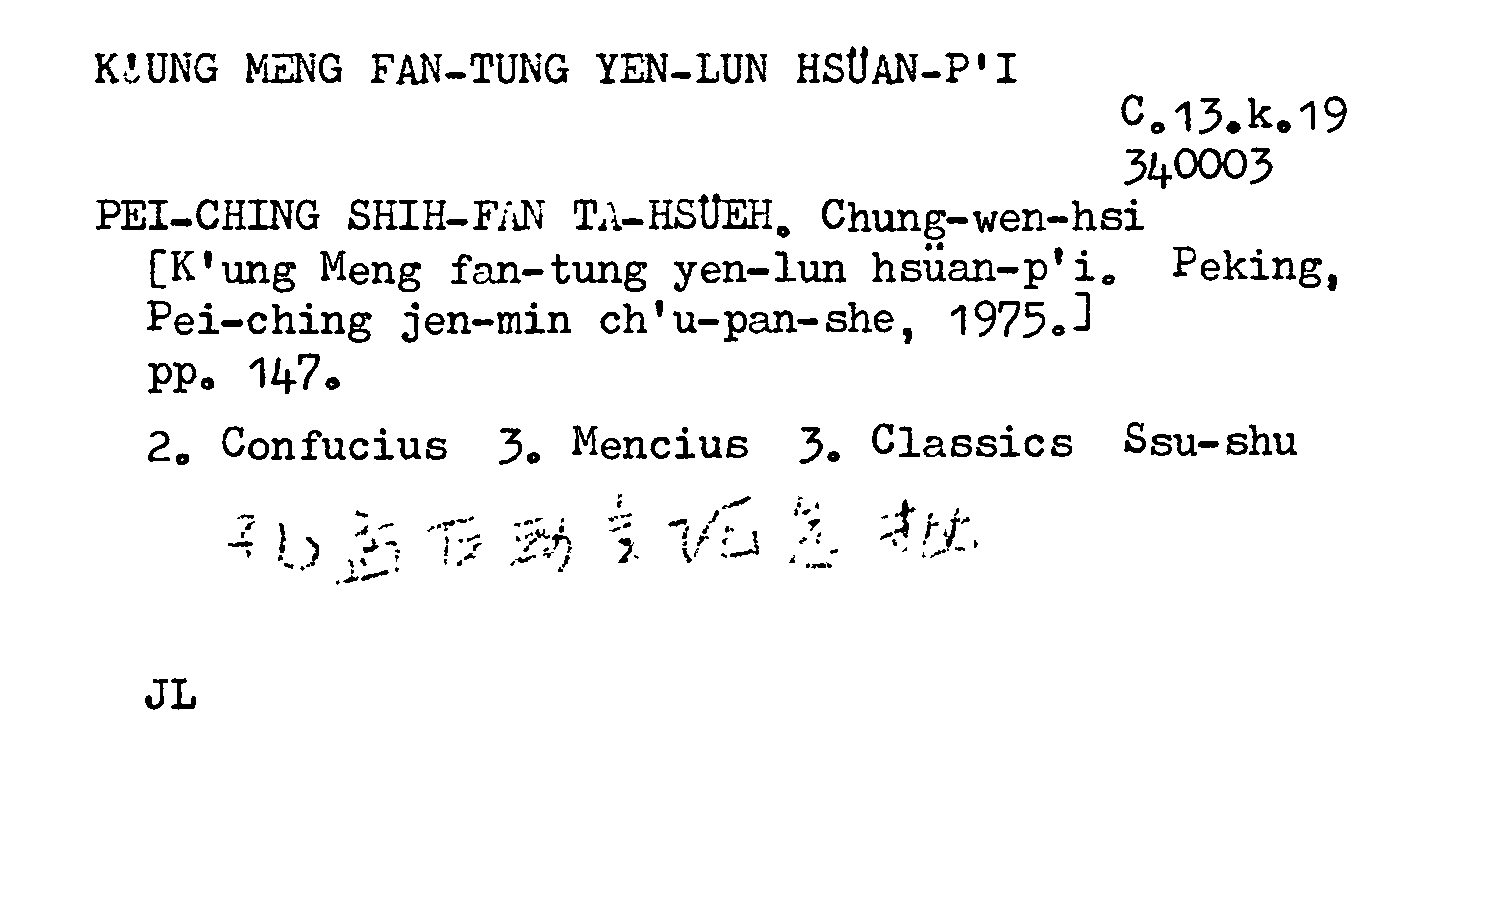 K'UNG MENG FAN-TUNG YEN-LUN HSÜAN-P'I
C.13.k.19
340003
PEI-CHING SHIH-FAN TA-HSÜEH. Chung-wen-hsi
[K'ung Meng fan-tung yen-lun hsüan-p'i. Peking,
Pei-ching jen-min ch'u-pan-she, 1975.]
pp. 147.
2. Confucius 3. Mencius 3. Classics Ssu-shu
孔孟反动言论选批
JL